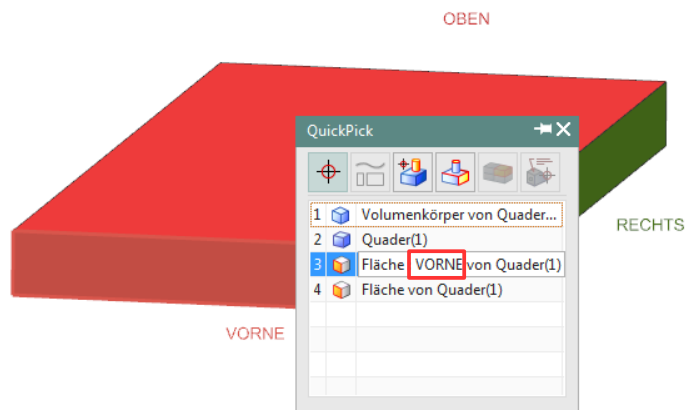 OBEN
QuickPick
1 Volumenkörper von Quader...
2 Quader(1)
3 Fläche VORNE von Quader(1)
4 Fläche von Quader(1)
RECHTS
VORNE